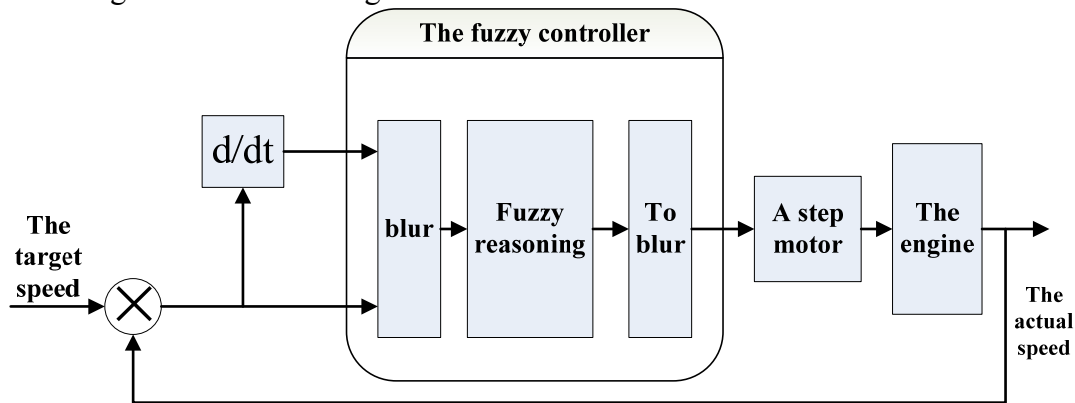 The fuzzy controller
d/dt
The
target
speed
blur
Fuzzy
reasoning
To
blur
A step
motor
The
engine
The
actual
speed